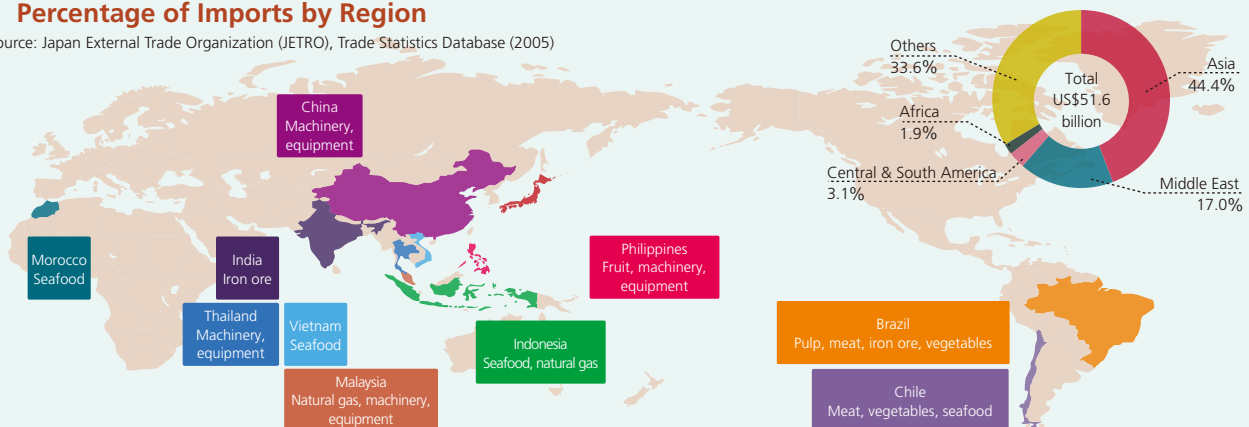 Percentage of Imports by Region
ource: Japan External Trade Organization (JETRO), Trade Statistics Database (2005)
Others
33.6%
Total
US$51.6
billion
Asia
44.4%
Africa
1.9%
Central & South America
3.1%
Middle East
17.0%
China
Machinery,
equipment
Morocco
Seafood
India
Iron ore
Philippines
Fruit, machinery,
equipment
Thailand
Machinery,
equipment
Vietnam
Seafood
Indonesia
Seafood, natural gas
Brazil
Pulp, meat, iron ore, vegetables
Malaysia
Natural gas, machinery,
equipment
Chile
Meat, vegetables, seafood